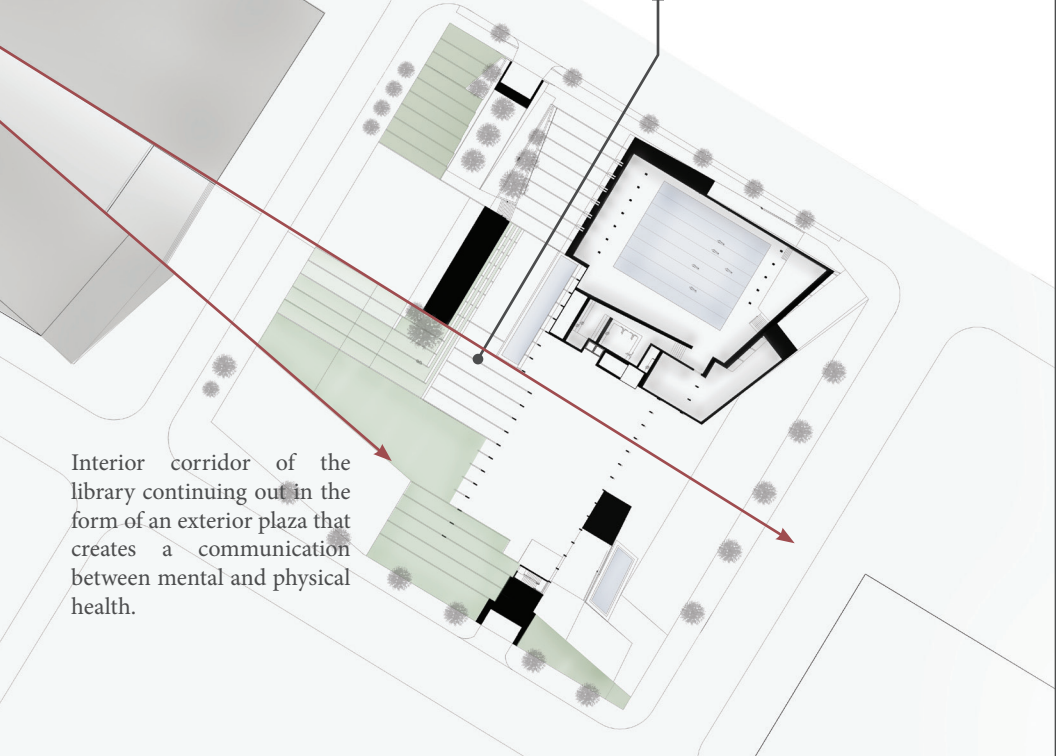 Interior corridor of the
library continuing out in the
form of an exterior plaza that
creates a communication
between mental and physical
health.